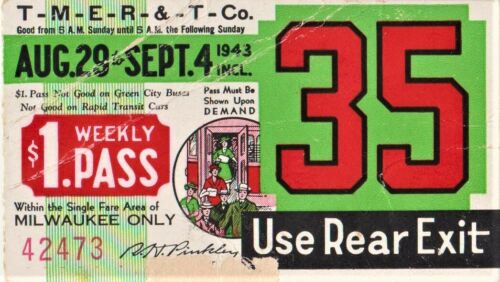 T-M-E-R-&-T-Co.
Good from 5 A.M. Sunday until 5 A.M. the following Sunday
AUG. 29 to SEPT. 4 1943 INCL.
$1. Pass Not Good on Green City Buses
Not Good on Rapid Transit Cars
Pass Must Be
Shown Upon
DEMAND
WEEKLY
$1. PASS
Within the Single Fare Area of
MILWAUKEE ONLY
42473
35
Use Rear Exit